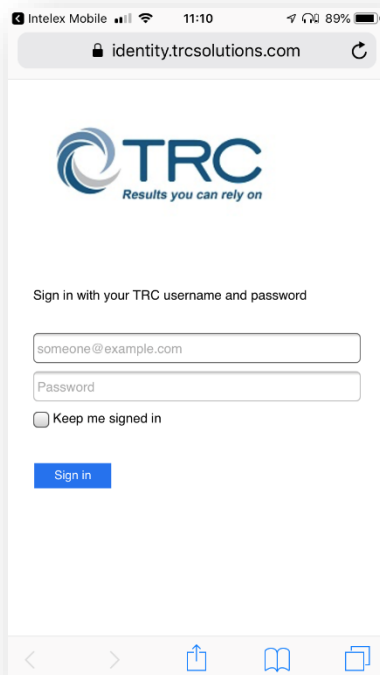 Intelex Mobile 11:10 89%
identity.trcsolutions.com
TRC
Results you can rely on
Sign in with your TRC username and password
someone@example.com
Password
Keep me signed in
Sign in